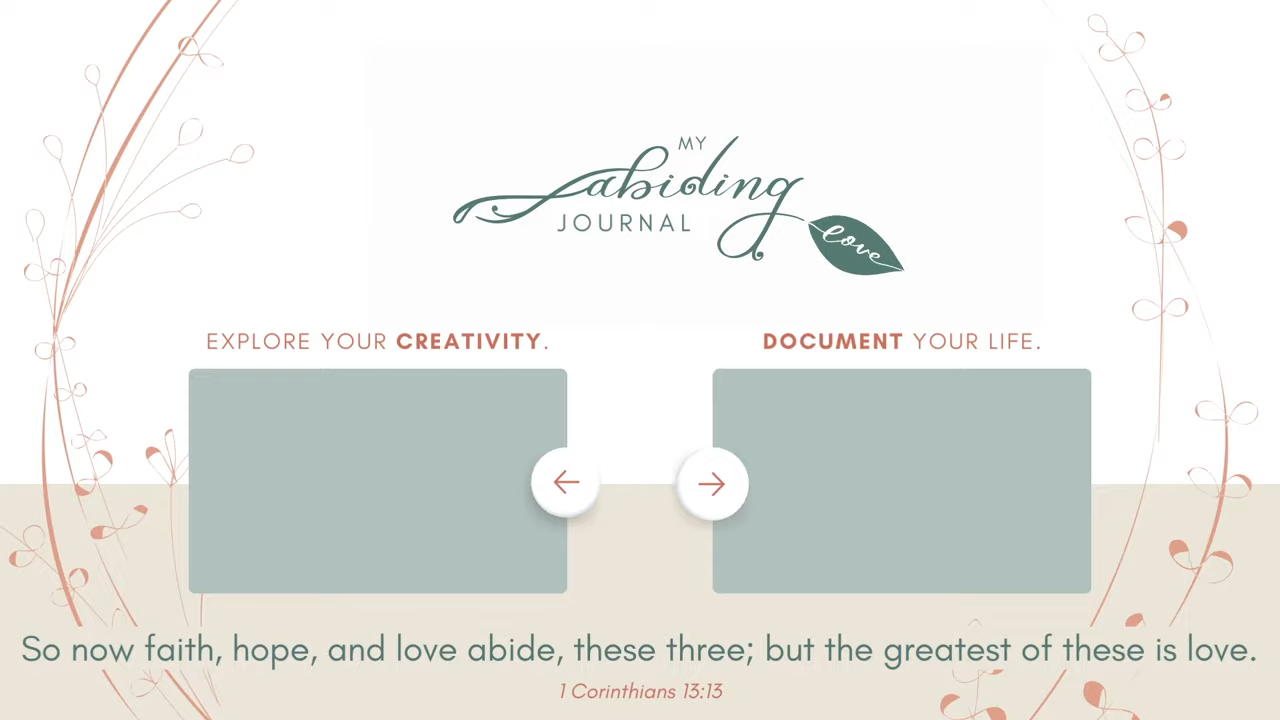 MY
abiding
JOURNAL
love
EXPLORE YOUR CREATIVITY.
DOCUMENT YOUR LIFE.
So now faith, hope, and love abide, these three; but the greatest of these is love.
1 Corinthians 13:13